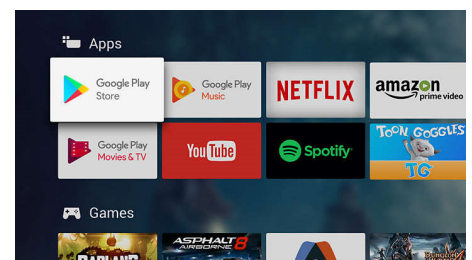 Apps
Google Play
Store
Google Play
Music
NETFLIX
amazon
prime video
Google Play
Movies & TV
YouTube
Spotify
TOON GOGGLES
TG
Games
BADLAND
ASPHALT 8
AIRBORNE